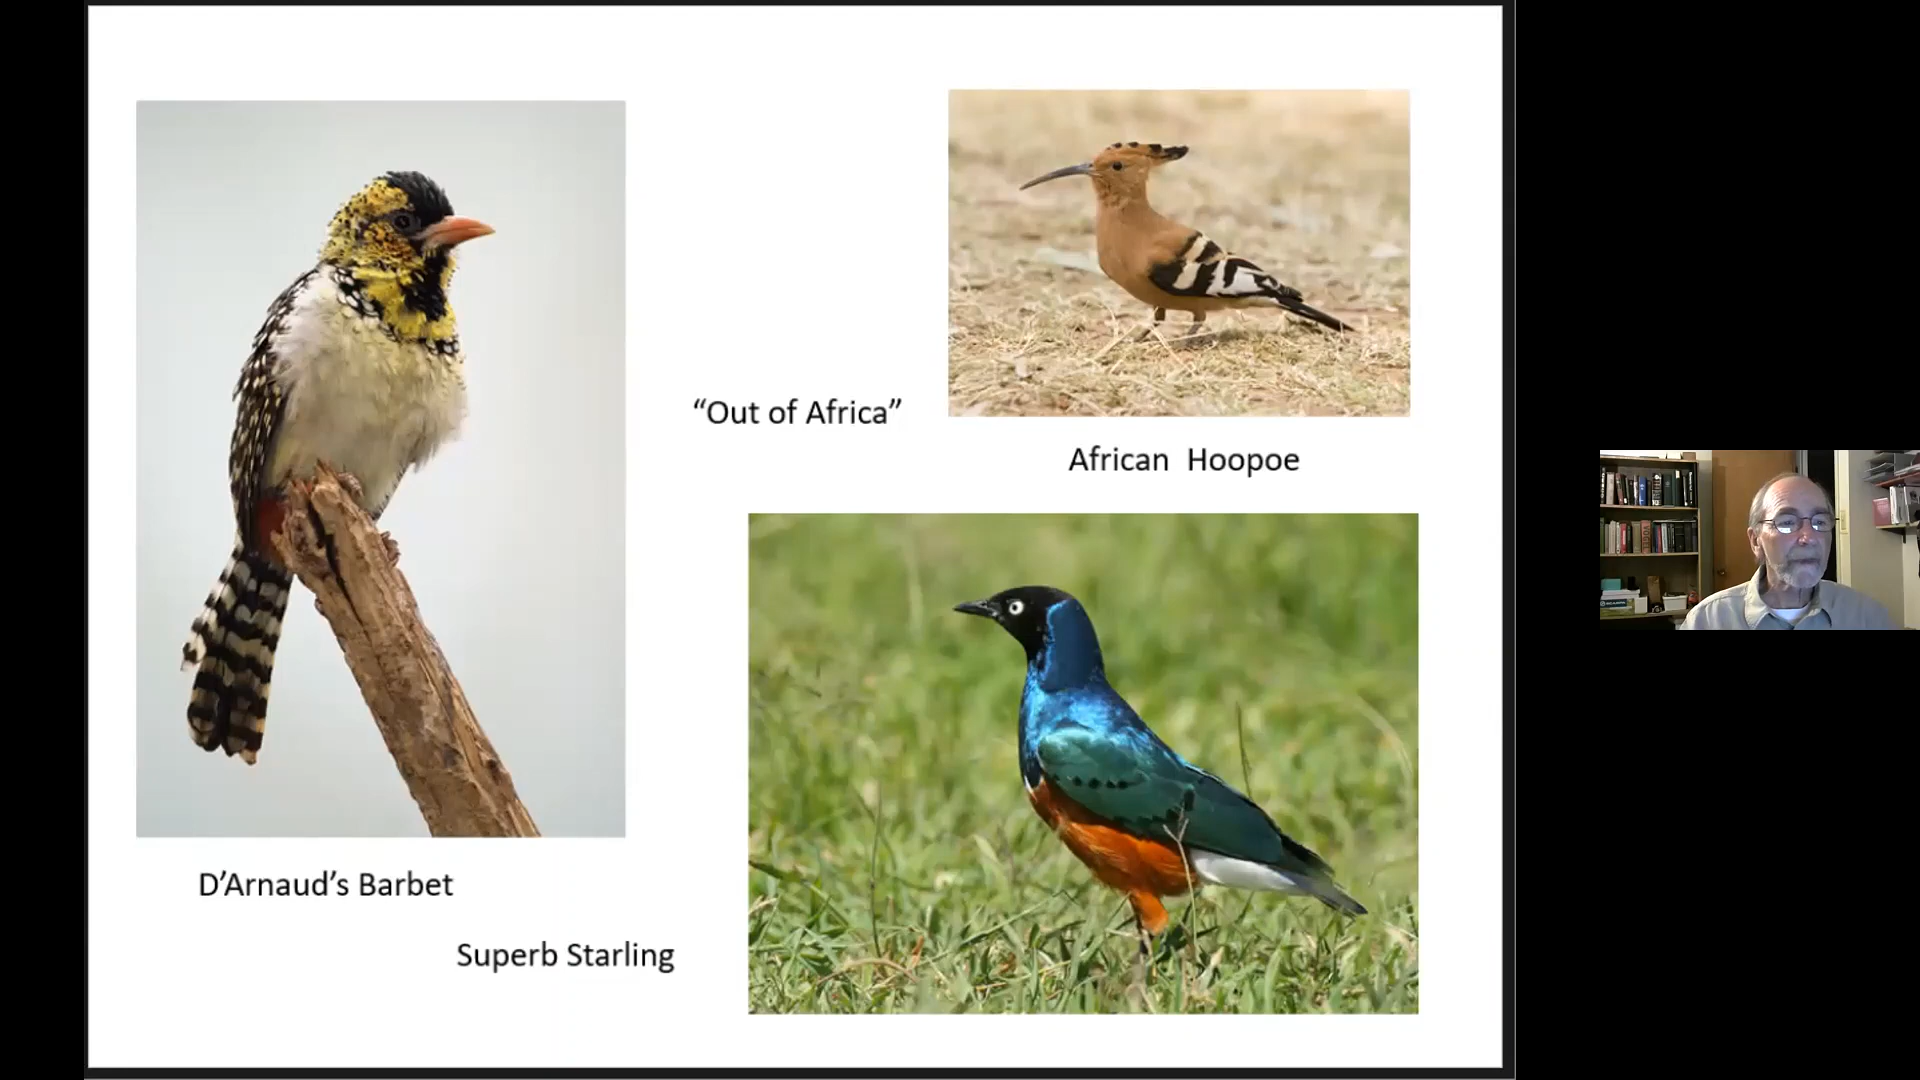 “Out of Africa”
African  Hoopoe
D’Arnaud’s Barbet
Superb Starling